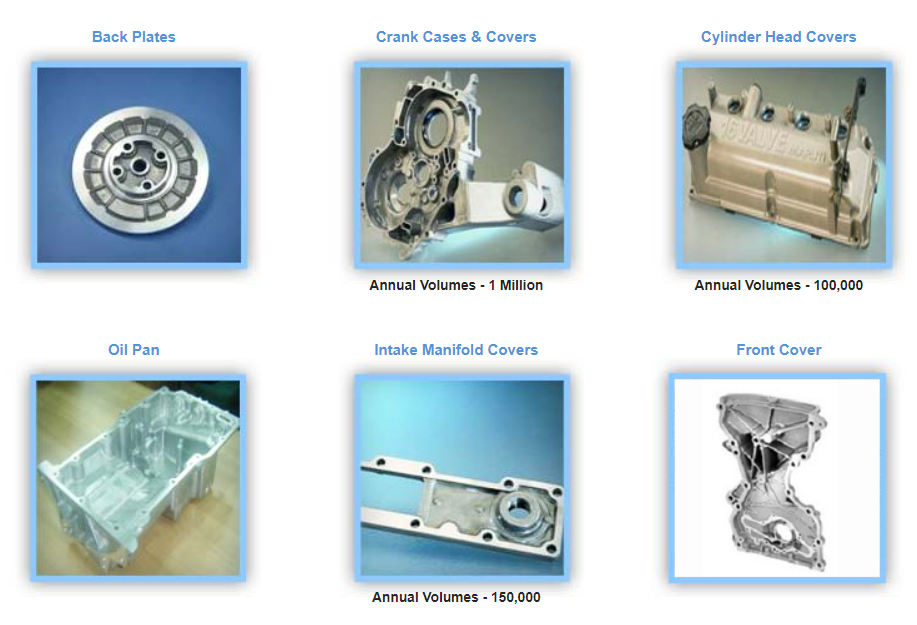 Back Plates
Crank Cases & Covers
Cylinder Head Covers
16 VALVE
Annual Volumes - 1 Million
Annual Volumes - 100,000
Oil Pan
Intake Manifold Covers
Front Cover
Annual Volumes - 150,000